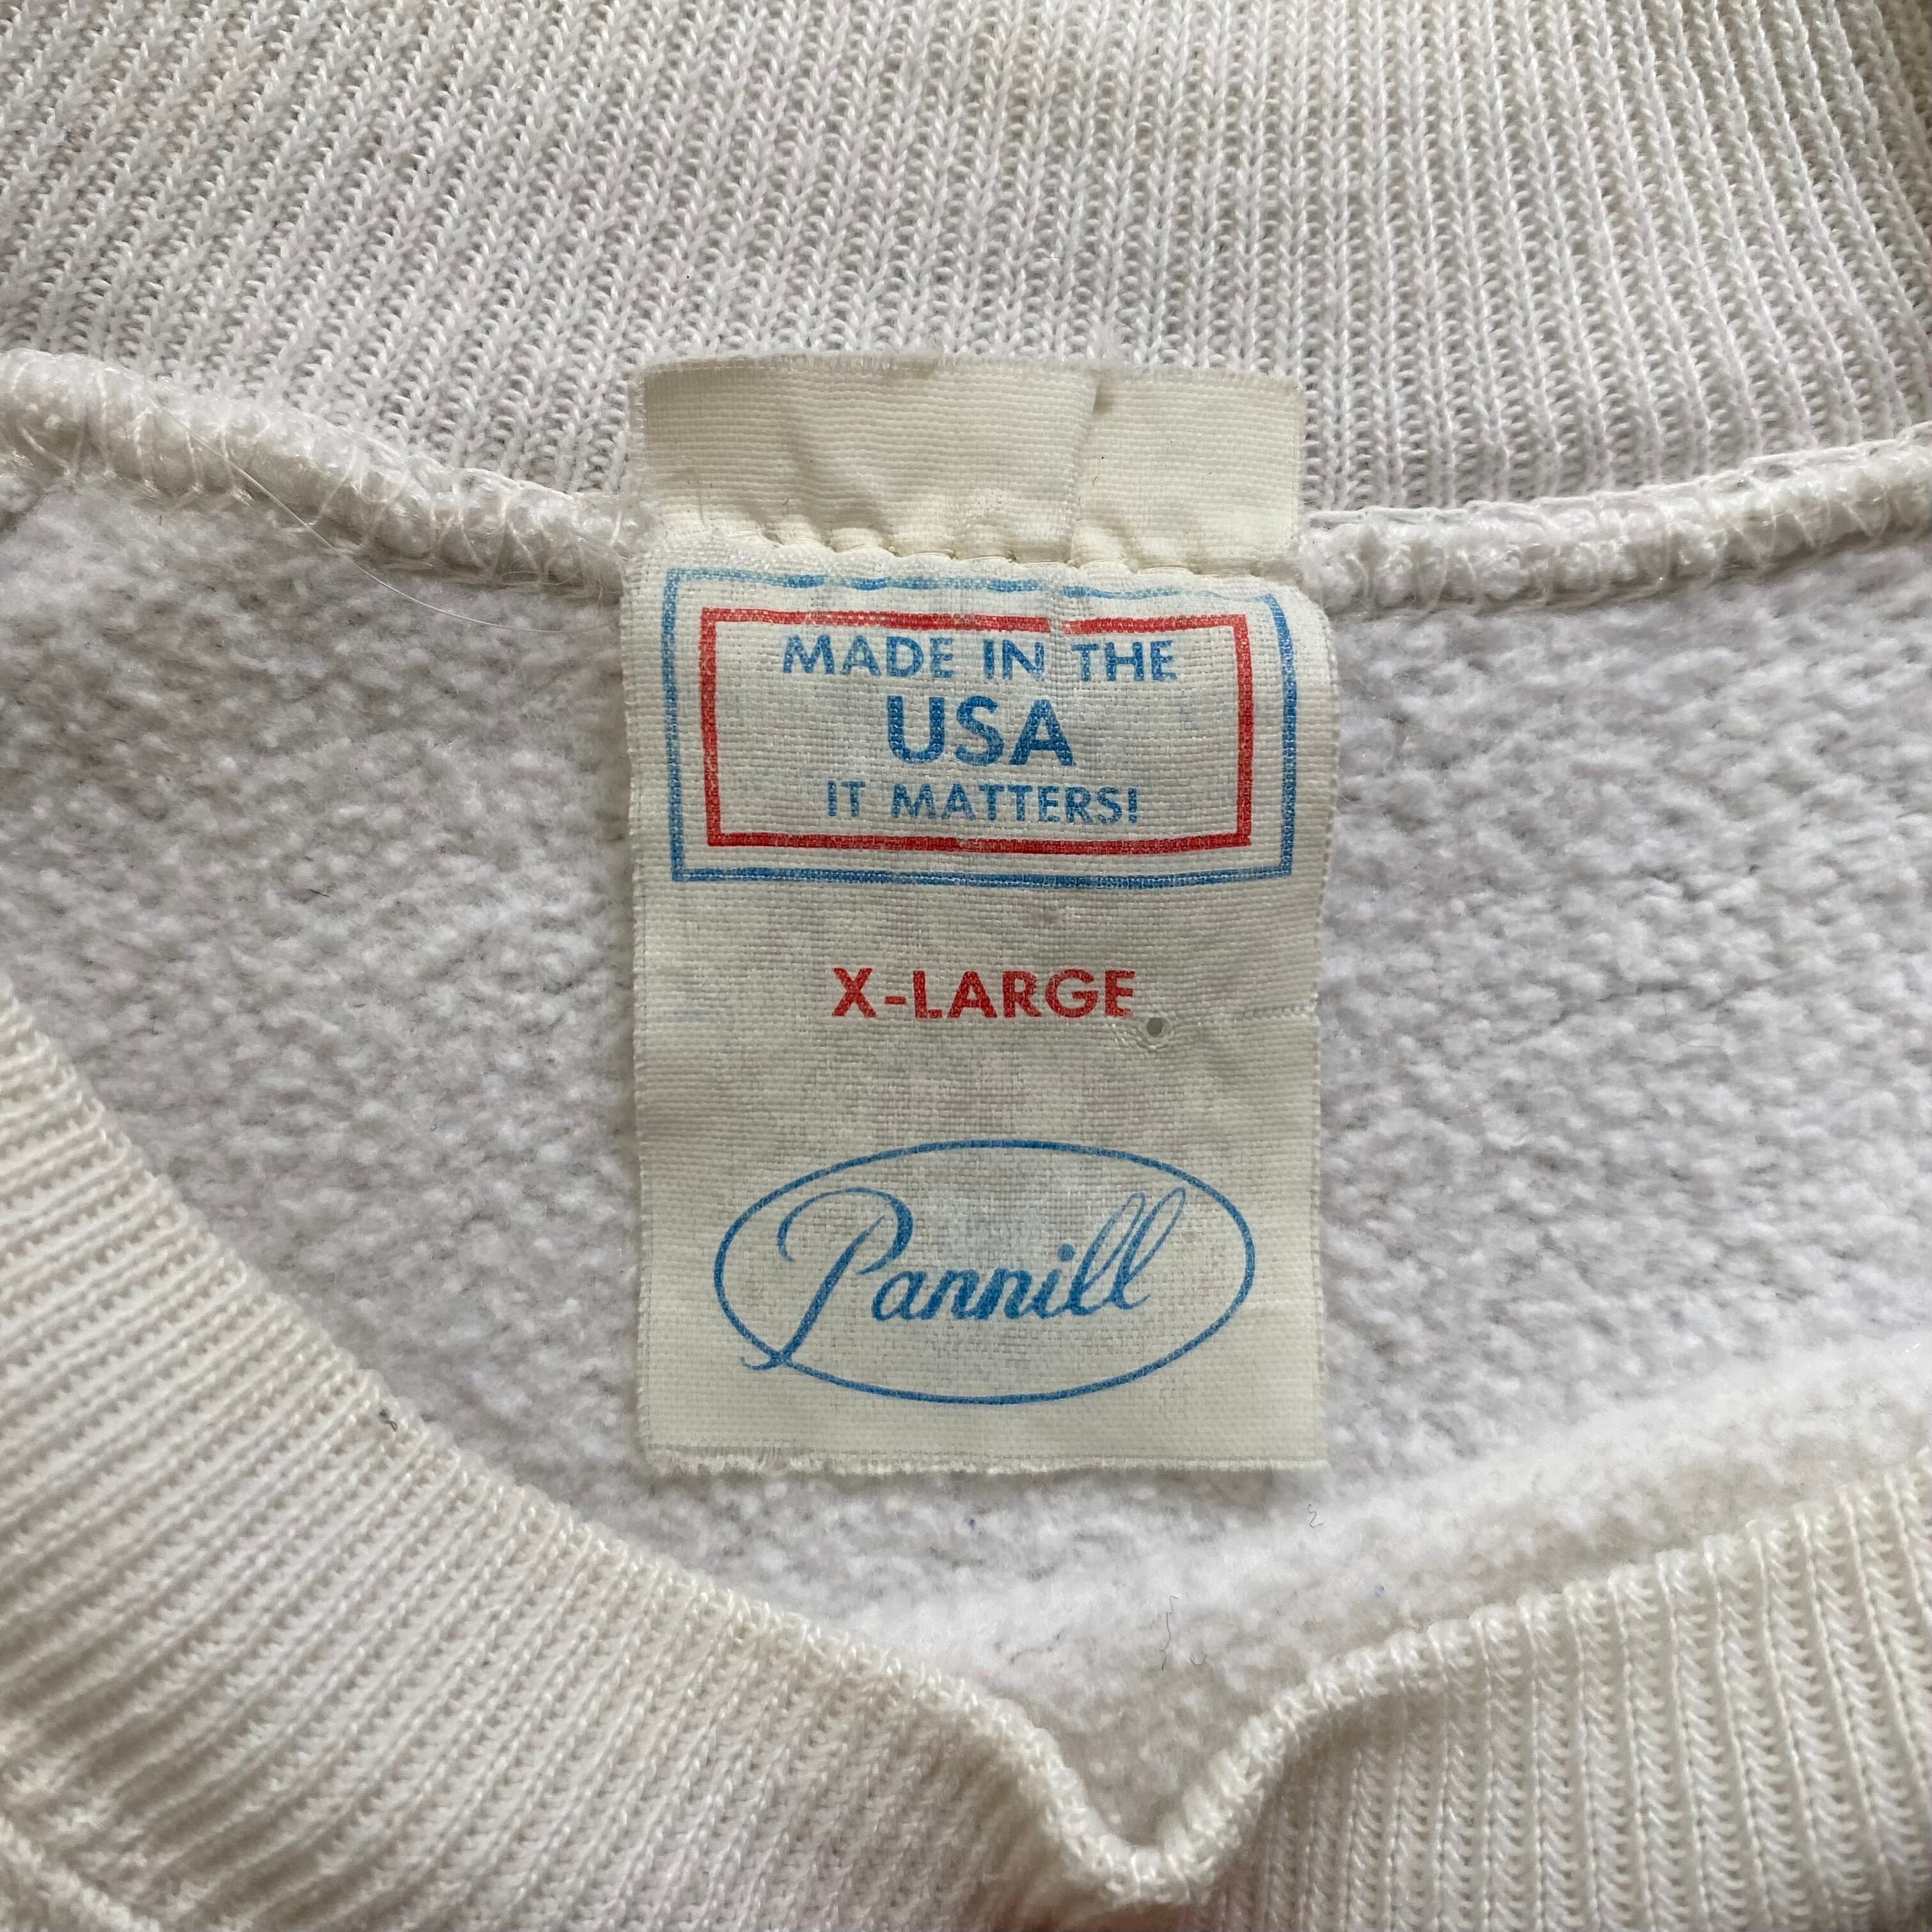 MADE IN THE
USA
IT MATTERS!
X-LARGE
Pannill